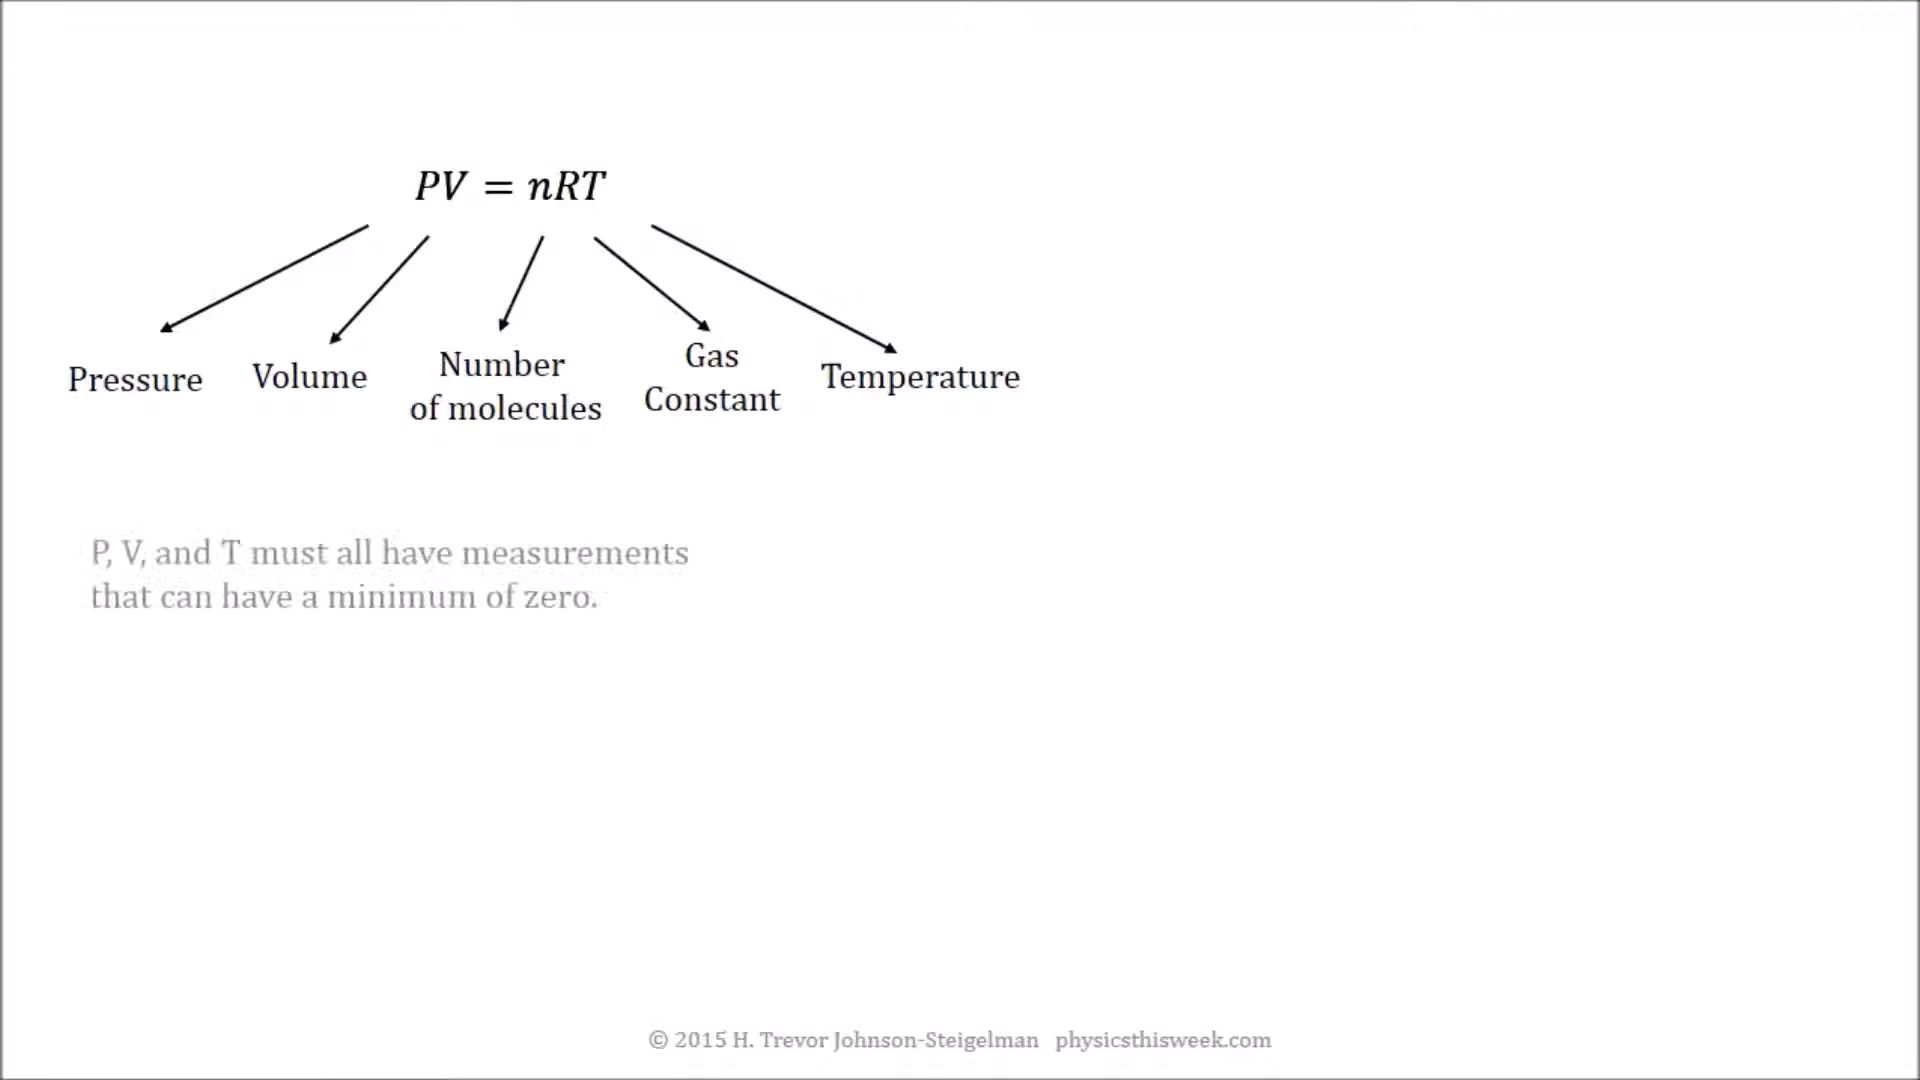 PV = nRT
Pressure
Volume
Number
of molecules
Gas
Constant
Temperature
P, V, and T must all have measurements
that can have a minimum of zero.
© 2015 H. Trevor Johnson-Steigelman physicsthisweek.com